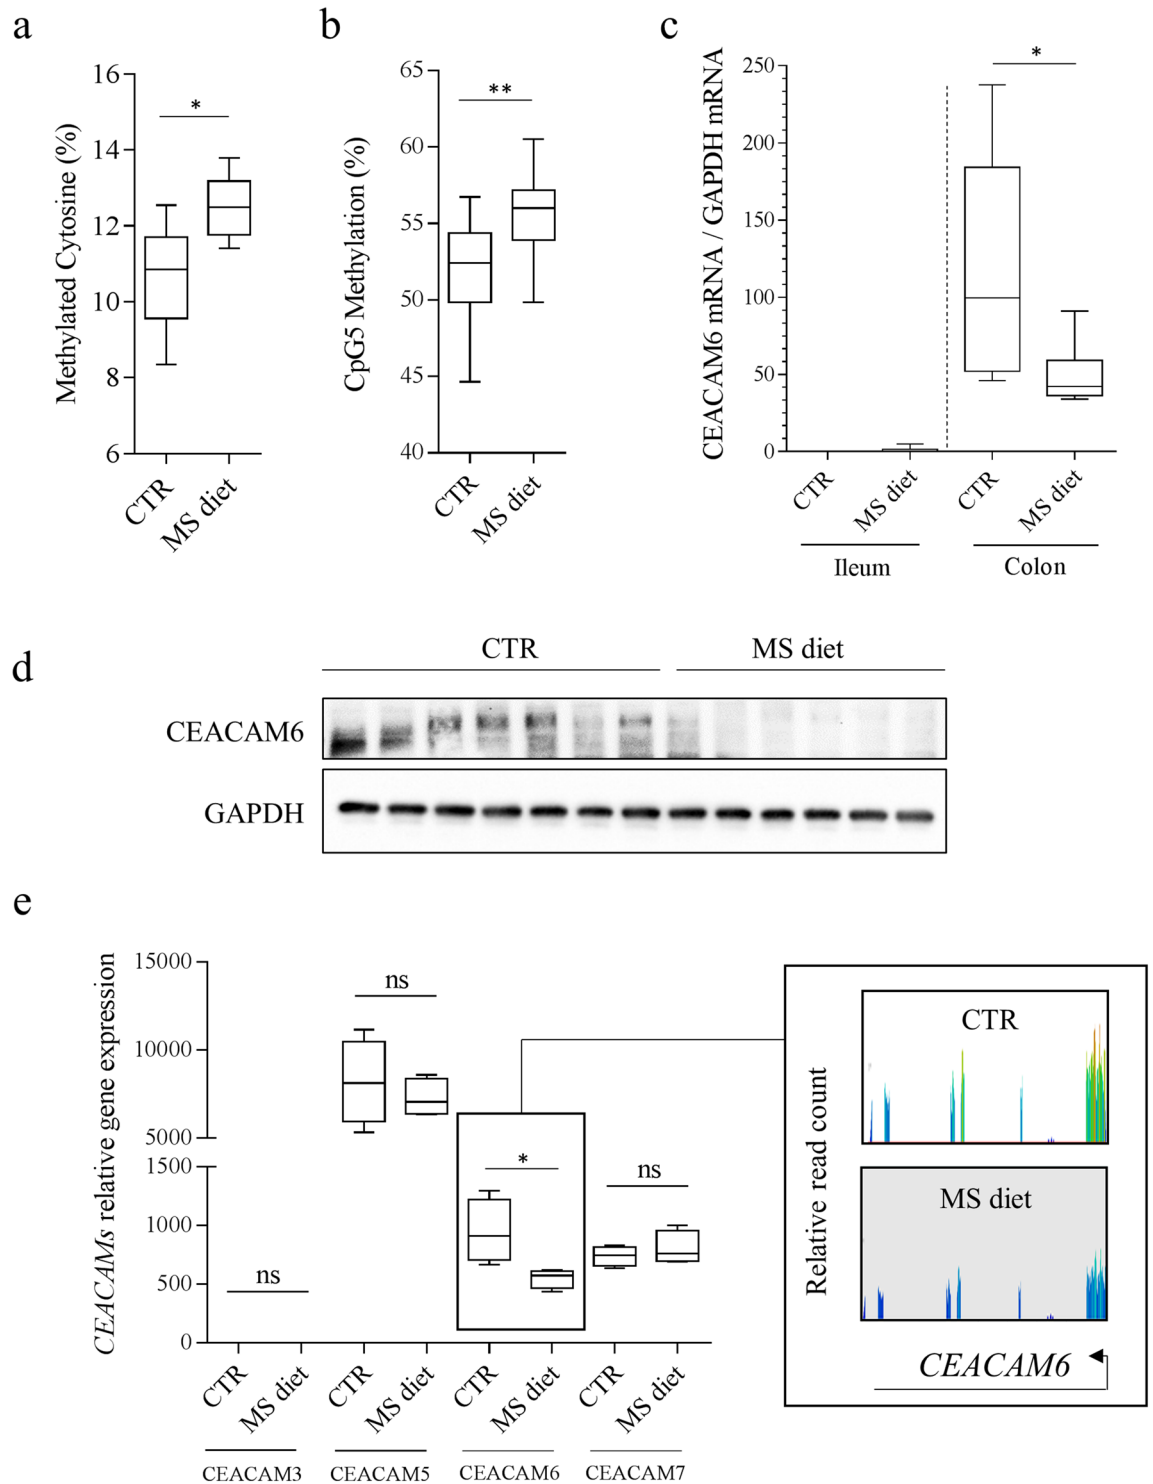 a
b
c
Methylated Cytosine (%)
16
14
12
10
8
6
*
CTR
MS diet
CpG5 Methylation (%)
65
60
55
50
45
40
**
CTR
MS diet
CEACAM6 mRNA / GAPDH mRNA
250
200
150
100
50
0
*
CTR
MS diet
CTR
MS diet
Ileum
Colon
d
CTR
MS diet
CEACAM6
GAPDH
e
CEACAMs relative gene expression
15000
10000
5000
1500
1000
500
0
ns
ns
*
ns
CTR
MS diet
CTR
MS diet
CTR
MS diet
CTR
MS diet
CEACAM3
CEACAM5
CEACAM6
CEACAM7
Relative read count
CTR
MS diet
CEACAM6